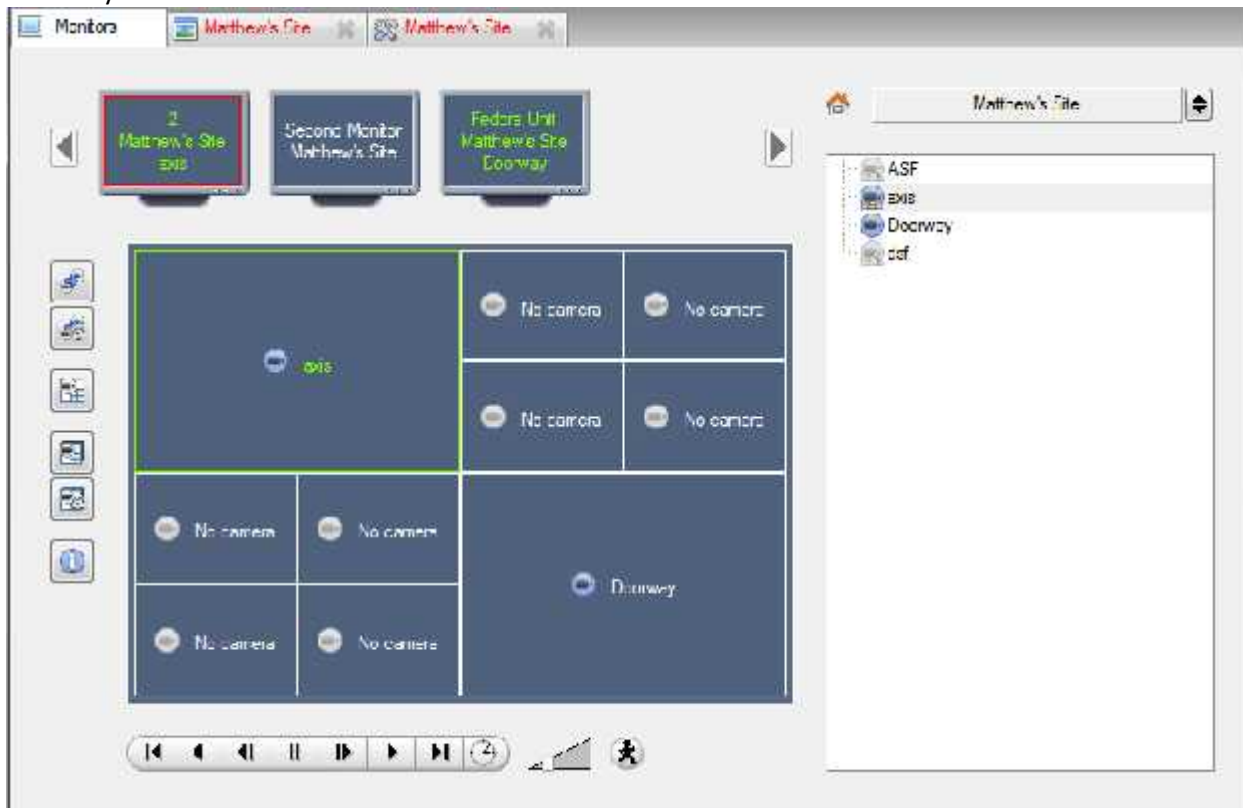 Monitors
Matthew's Site
Matthew's Site
2
Matthew's Site
axis
Second Monitor
Matthew's Site
Fedora Unit
Matthew's Site
Doorway
Matthew's Site
ASF
axis
Doorway
axis
No camera
No camera
No camera
No camera
No camera
No camera
No camera
No camera
Doorway